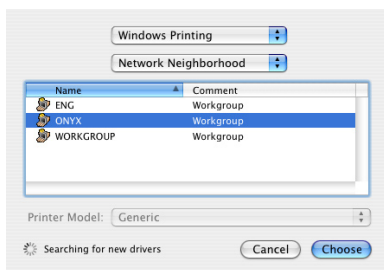 Windows Printing
Network Neighborhood
Name Comment
ENG Workgroup
ONYX Workgroup
WORKGROUP Workgroup
Printer Model: Generic
Searching for new drivers Cancel Choose